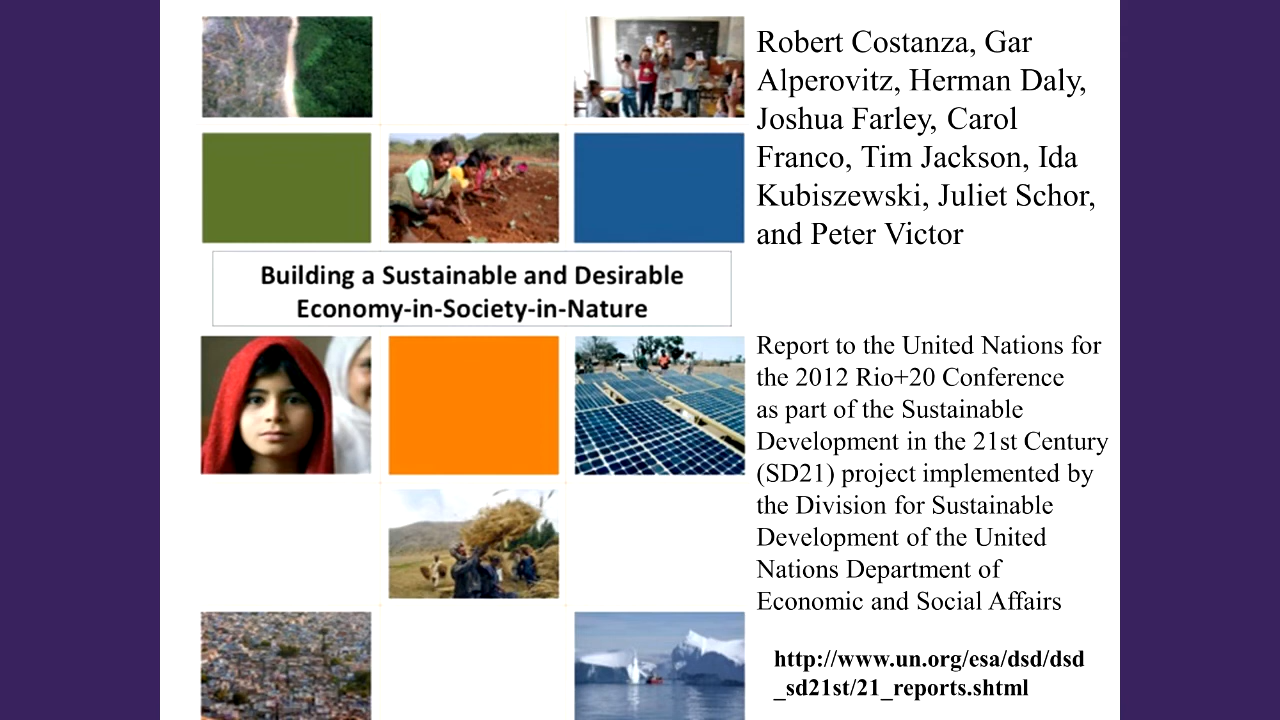 Robert Costanza, Gar
Alperovitz, Herman Daly,
Joshua Farley, Carol
Franco, Tim Jackson, Ida
Kubiszewski, Juliet Schor,
and Peter Victor
Building a Sustainable and Desirable
Economy-in-Society-in-Nature
Report to the United Nations for
the 2012 Rio+20 Conference
as part of the Sustainable
Development in the 21st Century
(SD21) project implemented by
the Division for Sustainable
Development of the United
Nations Department of
Economic and Social Affairs
http://www.un.org/esa/dsd/dsd
_sd21st/21_reports.shtml